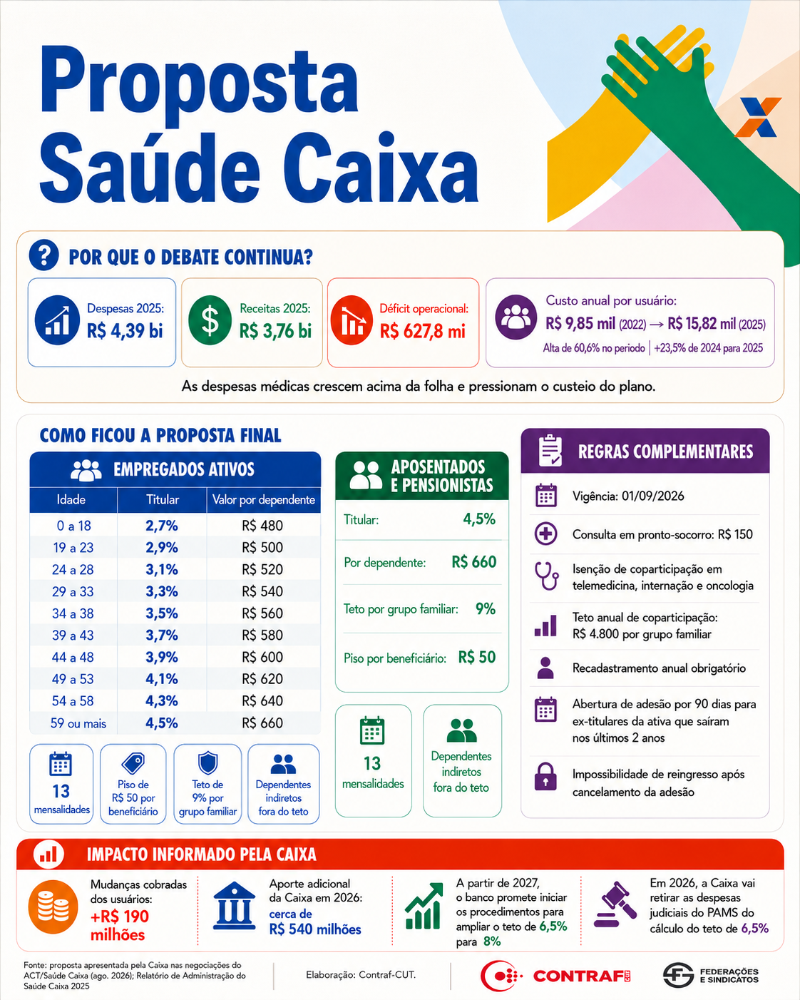 Proposta
Saúde Caixa
?
POR QUE O DEBATE CONTINUA?
Despesas 2025:
R$ 4,39 bi
$
Receitas 2025:
R$ 3,76 bi
Déficit operacional:
R$ 627,8 mi
Custo anual por usuário:
R$ 9,85 mil (2022) → R$ 15,82 mil (2025)
Alta de 60,6% no periodo | +23,5% de 2024 para 2025
As despesas médicas crescem acima da folha e pressionam o custeio do plano.
COMO FICOU A PROPOSTA FINAL
EMPREGADOS ATIVOS
Idade Titular Valor por dependente
0 a 18 2,7% R$ 480
19 a 23 2,9% R$ 500
24 a 28 3,1% R$ 520
29 a 33 3,3% R$ 540
34 a 38 3,5% R$ 560
39 a 43 3,7% R$ 580
44 a 48 3,9% R$ 600
49 a 53 4,1% R$ 620
54 a 58 4,3% R$ 640
59 ou mais 4,5% R$ 660
13
mensalidades
Piso de
R$ 50 por
beneficiário
Teto de
9% por
grupo familiar
Dependentes
indiretos
fora do teto
APOSENTADOS
E PENSIONISTAS
Titular: 4,5%
Por dependente: R$ 660
Teto por grupo familiar: 9%
Piso por beneficiário: R$ 50
13
mensalidades
Dependentes
indiretos
fora do teto
REGRAS COMPLEMENTARES
Vigência: 01/09/2026
Consulta em pronto-socorro: R$ 150
Isenção de coparticipação em
telemedicina, internação e oncologia
Teto anual de coparticipação:
R$ 4.800 por grupo familiar
Recadastramento anual obrigatório
Abertura de adesão por 90 dias para
ex-titulares da ativa que saíram
nos últimos 2 anos
Impossibilidade de reingresso após
cancelamento da adesão
IMPACTO INFORMADO PELA CAIXA
Mudanças cobradas
dos usuários:
+R$ 190
milhões
Aporte adicional
da Caixa em 2026:
cerca de
R$ 540 milhões
A partir de 2027,
o banco promete iniciar
os procedimentos para
ampliar o teto de 6,5%
para 8%
Em 2026, a Caixa vai
retirar as despesas
judiciais do PAMS do
cálculo do teto de 6,5%
Fonte: proposta apresentada pela Caixa nas negociações do
ACT/Saúde Caixa (ago. 2026); Relatório de Administração do
Saúde Caixa 2025
Elaboração: Contraf-CUT.
CONTRAF CUT
FEDERAÇÕES
E SINDICATOS